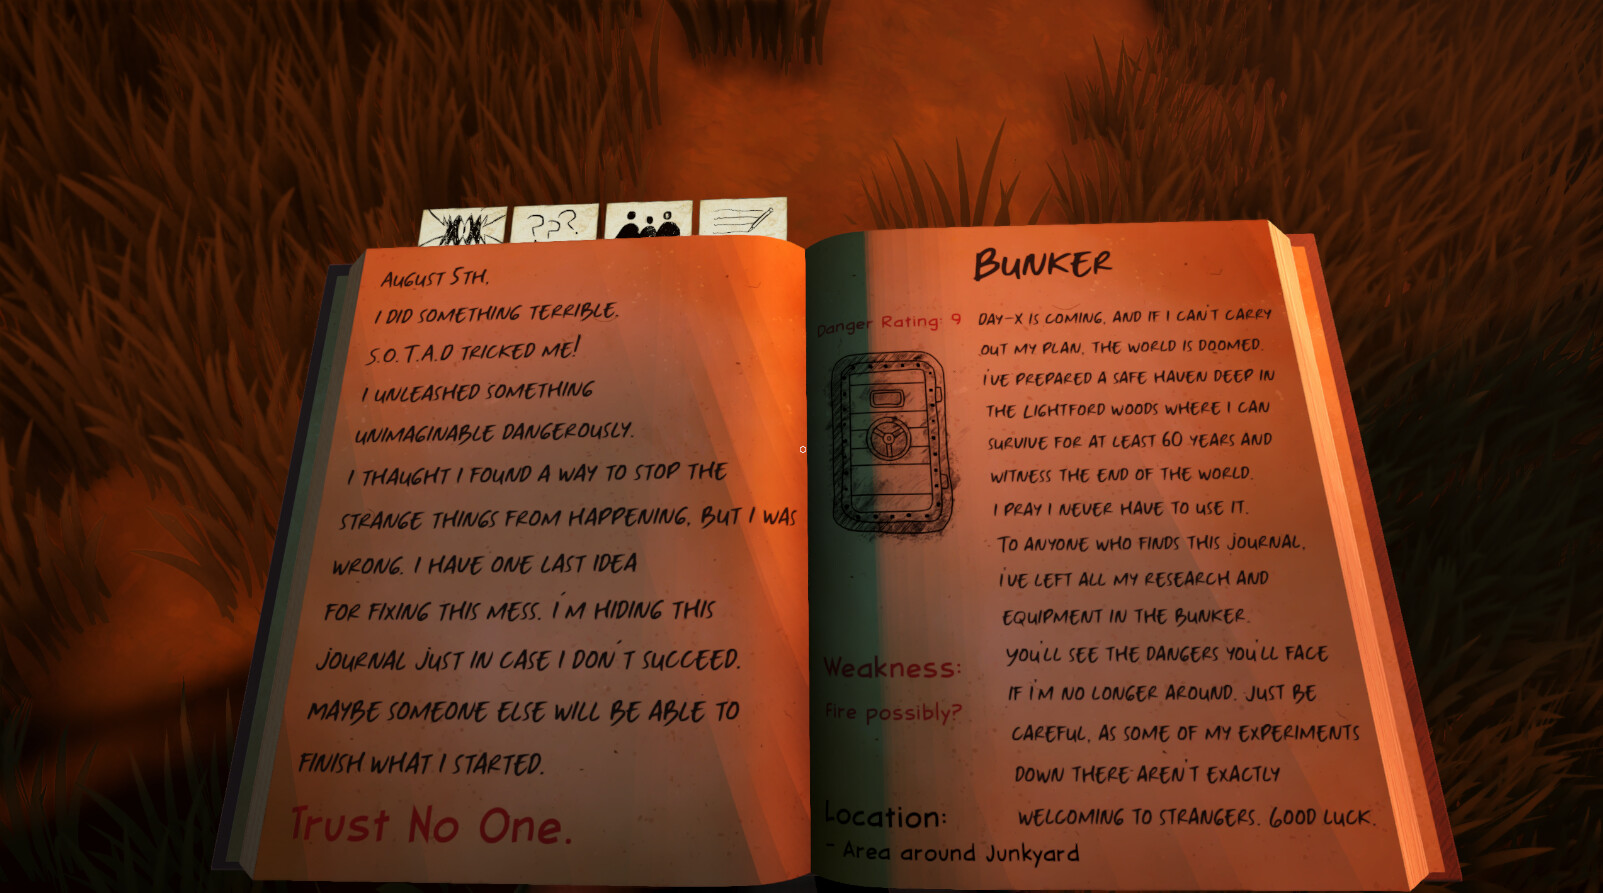 ???
AUGUST 5TH,
I DID SOMETHING TERRIBLE.
S.O.T.A.D TRICKED ME!
I UNLEASHED SOMETHING
UNIMAGINABLE DANGEROUSLY.
I THAUGHT I FOUND A WAY TO STOP THE
STRANGE THINGS FROM HAPPENING, BUT I WAS
WRONG. I HAVE ONE LAST IDEA
FOR FIXING THIS MESS. I'M HIDING THIS
JOURNAL JUST IN CASE I DON'T SUCCEED.
MAYBE SOMEONE ELSE WILL BE ABLE TO
FINISH WHAT I STARTED.
Trust No One.
BUNKER
Danger Rating: 9
DAY-X IS COMING, AND IF I CAN'T CARRY
OUT MY PLAN, THE WORLD IS DOOMED.
I'VE PREPARED A SAFE HAVEN DEEP IN
THE LIGHTFORD WOODS WHERE I CAN
SURVIVE FOR AT LEAST 60 YEARS AND
WITNESS THE END OF THE WORLD.
I PRAY I NEVER HAVE TO USE IT.
TO ANYONE WHO FINDS THIS JOURNAL,
I'VE LEFT ALL MY RESEARCH AND
EQUIPMENT IN THE BUNKER.
YOU'LL SEE THE DANGERS YOU'LL FACE
IF I'M NO LONGER AROUND. JUST BE
CAREFUL, AS SOME OF MY EXPERIMENTS
DOWN THERE AREN'T EXACTLY
WELCOMING TO STRANGERS. GOOD LUCK.
Weakness:
Fire possibly?
Location:
- Area around Junkyard